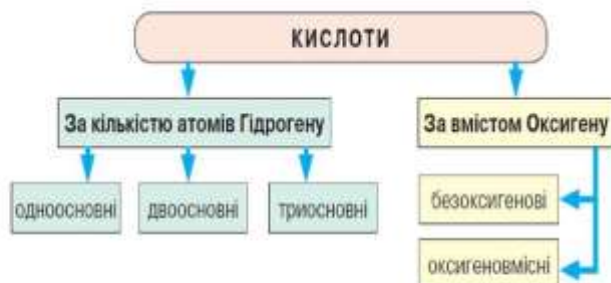 КИСЛОТИ
За кількістю атомів Гідрогену
За вмістом Оксигену
одноосновні
двоосновні
триосновні
безоксигенові
оксигеновмісні